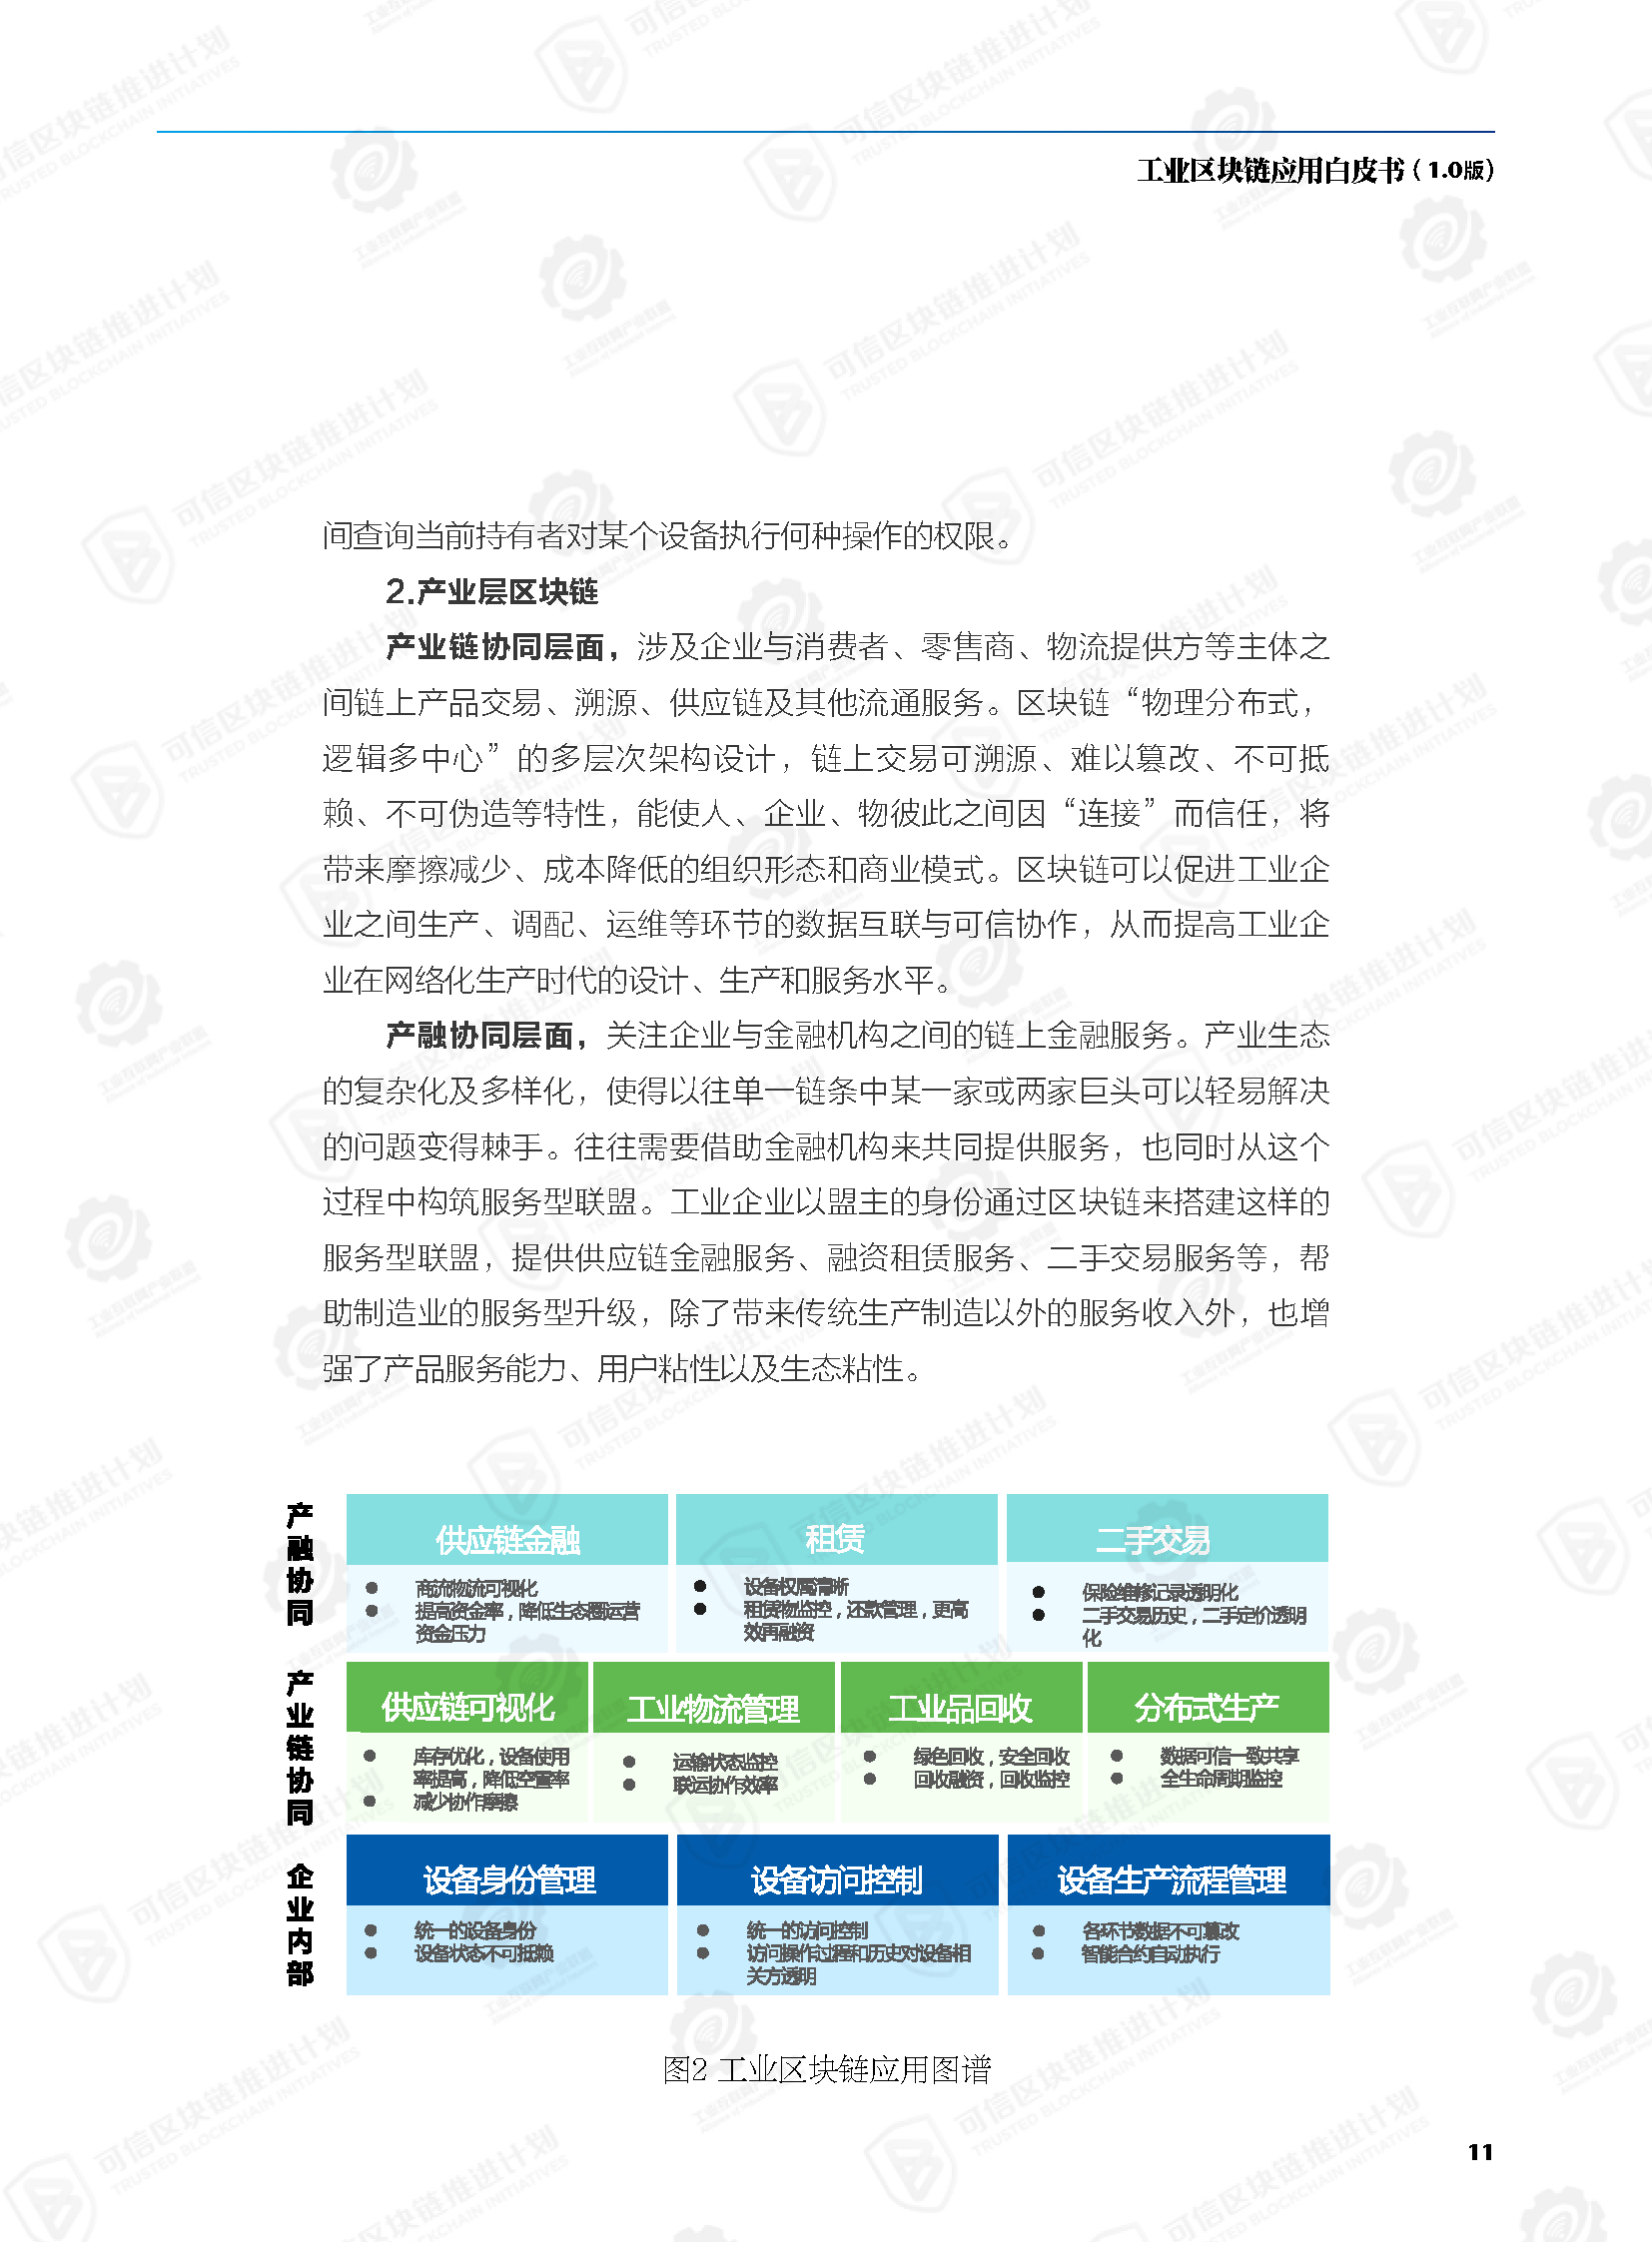 工业区块链应用白皮书（1.0版）
间查询当前持有者对某个设备执行何种操作的权限。
2.产业层区块链
产业链协同层面，涉及企业与消费者、零售商、物流提供方等主体之
间链上产品交易、溯源、供应链及其他流通服务。区块链“物理分布式，
逻辑多中心”的多层次架构设计，链上交易可溯源、难以篡改、不可抵
赖、不可伪造等特性，能使人、企业、物彼此之间因“连接”而信任，将
带来摩擦减少、成本降低的组织形态和商业模式。区块链可以促进工业企
业之间生产、调配、运维等环节的数据互联与可信协作，从而提高工业企
业在网络化生产时代的设计、生产和服务水平。
产融协同层面，关注企业与金融机构之间的链上金融服务。产业生态
的复杂化及多样化，使得以往单一链条中某一家或两家巨头可以轻易解决
的问题变得棘手。往往需要借助金融机构来共同提供服务，也同时从这个
过程中构筑服务型联盟。工业企业以盟主的身份通过区块链来搭建这样的
服务型联盟，提供供应链金融服务、融资租赁服务、二手交易服务等，帮
助制造业的服务型升级，除了带来传统生产制造以外的服务收入外，也增
强了产品服务能力、用户粘性以及生态粘性。
产融协同
供应链金融
● 商流物流可视化
● 提高资金率，降低生态圈运营
资金压力
租赁
● 设备权属清晰
● 租赁物监控，还款管理，更高
效再融资
二手交易
● 保险维修记录透明化
● 二手交易历史，二手定价透明
化
产业链协同
供应链可视化
● 库存优化，设备使用
率提高，降低空置率
● 减少协作摩擦
工业物流管理
● 运输状态监控
● 联运协作效率
工业品回收
● 绿色回收，安全回收
● 回收融资，回收监控
分布式生产
● 数据可信一致共享
● 全生命周期监控
企业内部
设备身份管理
● 统一的设备身份
● 设备状态不可抵赖
设备访问控制
● 统一的访问控制
● 访问操作过程和历史对设备相
关方透明
设备生产流程管理
● 各环节数据不可篡改
● 智能合约自动执行
图2 工业区块链应用图谱
11
可信区块链推进计划
TRUSTED BLOCKCHAIN INITIATIVES
工业互联网产业联盟